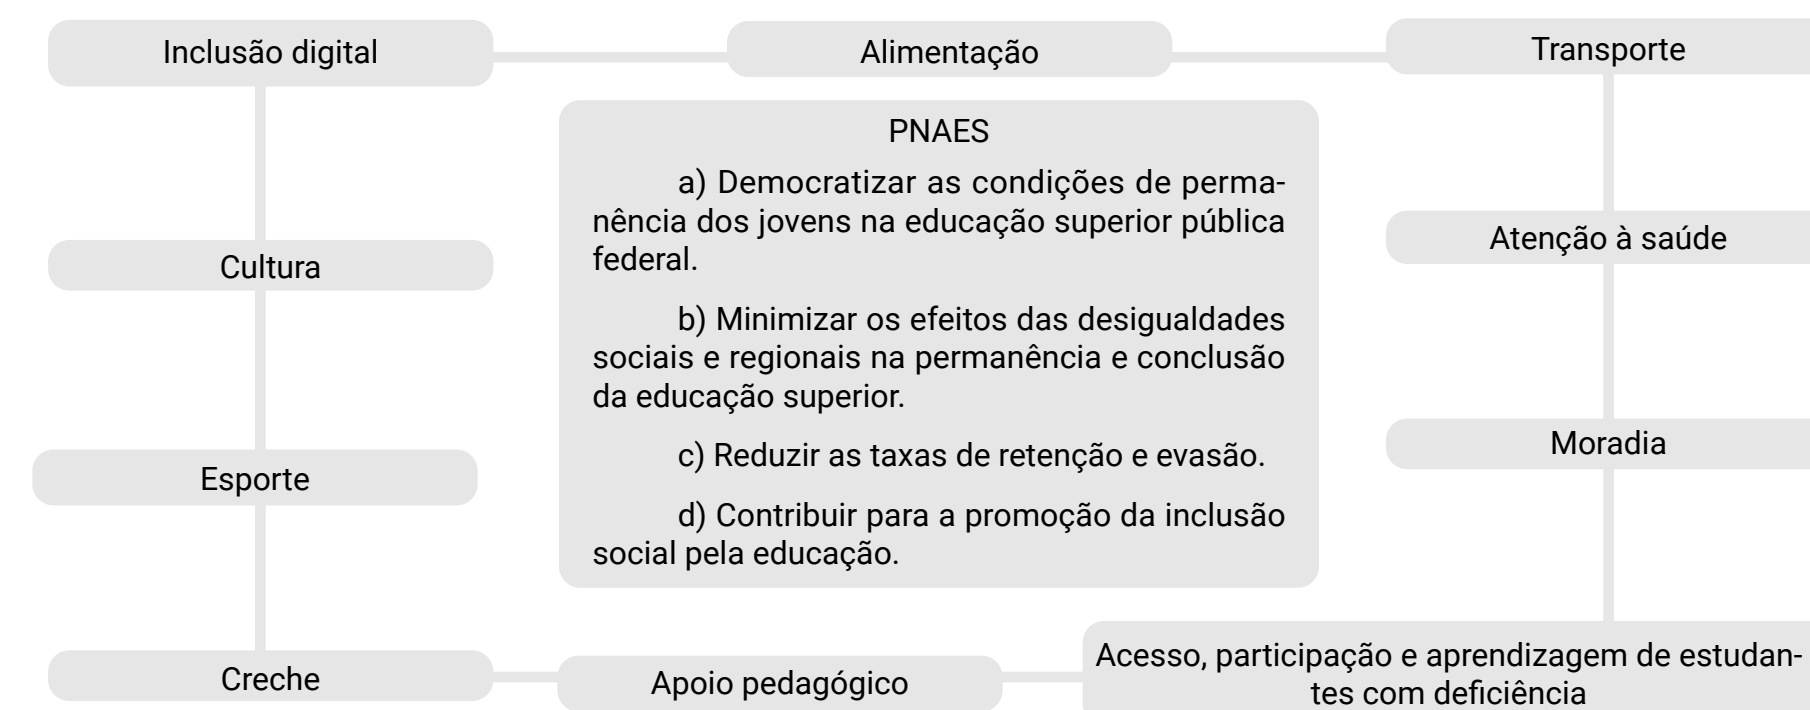 Inclusão digital
Alimentação
Transporte
PNAES
a) Democratizar as condições de perma-
nência dos jovens na educação superior pública
federal.
b) Minimizar os efeitos das desigualdades
sociais e regionais na permanência e conclusão
da educação superior.
c) Reduzir as taxas de retenção e evasão.
d) Contribuir para a promoção da inclusão
social pela educação.
Cultura
Esporte
Atenção à saúde
Moradia
Creche
Apoio pedagógico
Acesso, participação e aprendizagem de estudan-
tes com deficiência